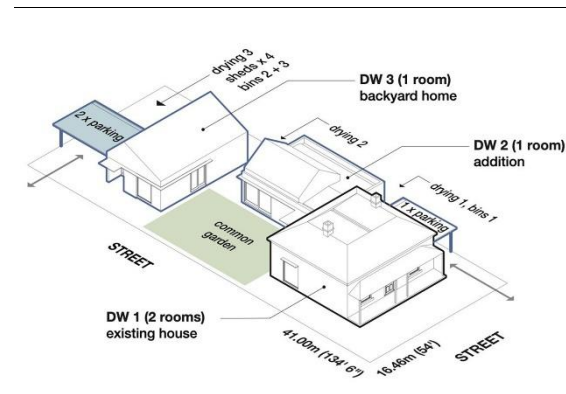 drying 3
sheds x 4
bins 2 + 3
DW 3 (1 room)
backyard home
2 x parking
drying 2
DW 2 (1 room)
addition
drying 1, bins 1
1 x parking
common
garden
STREET
DW 1 (2 rooms)
existing house
41.00m (134' 6")
16.46m (54')
STREET